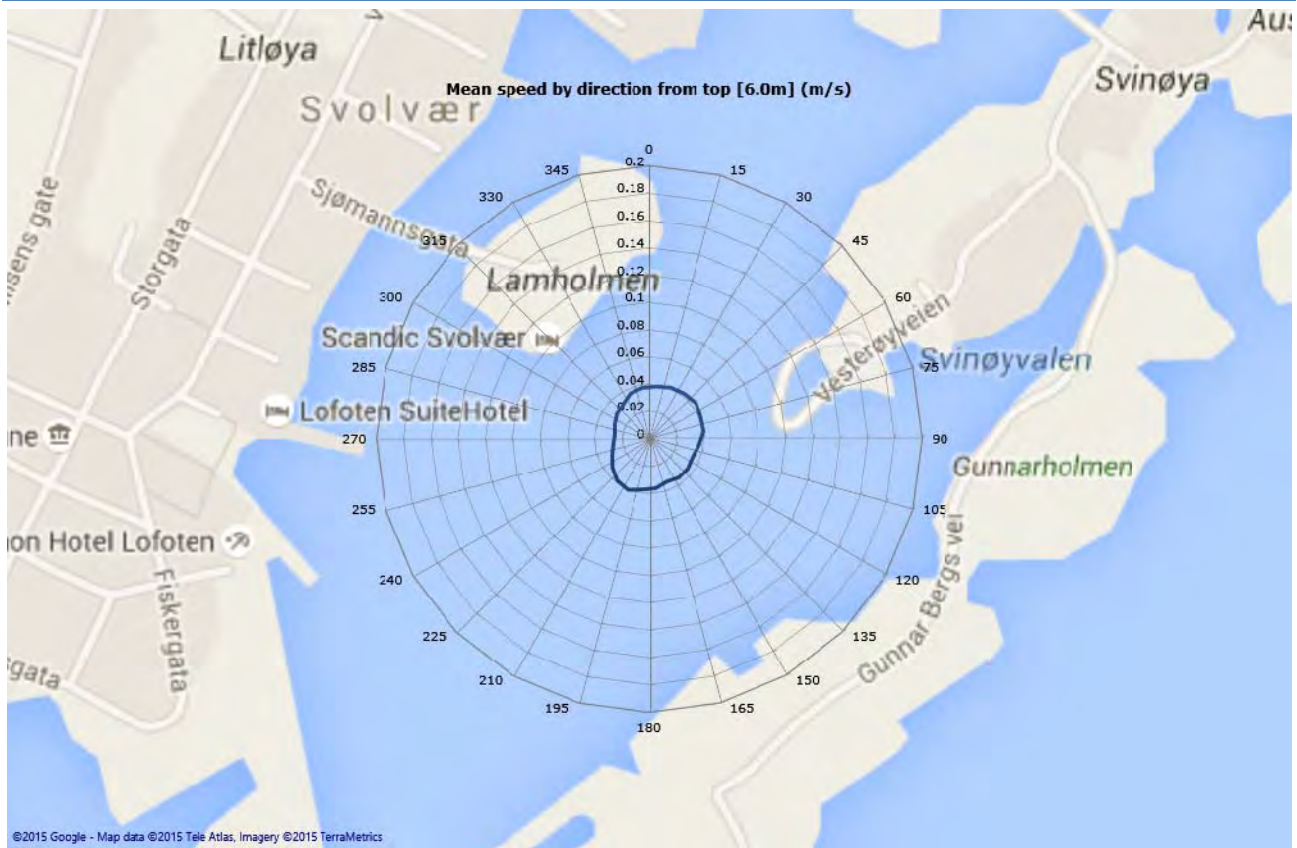 Aus
Litløya
Svinøya
Mean speed by direction from top [6.0m] (m/s)
Svolvær
0
345
0.2
15
330
0.18
30
Sjømannsgata
0.16
315
0.14
45
Storgata
Lamholmen
0.12
300
0.1
60
Vesterøyveien
Scandic Svolvær
0.08
0.06
285
75
Svinøyvalen
0.04
Lofoten SuiteHotel
0.02
ne
270
0
90
Gunnarholmen
255
105
on Hotel Lofoten
240
120
Fiskergata
Gunnar Bergs vei
225
135
sgata
210
150
195
165
180
©2015 Google - Map data ©2015 Tele Atlas, Imagery ©2015 TerraMetrics